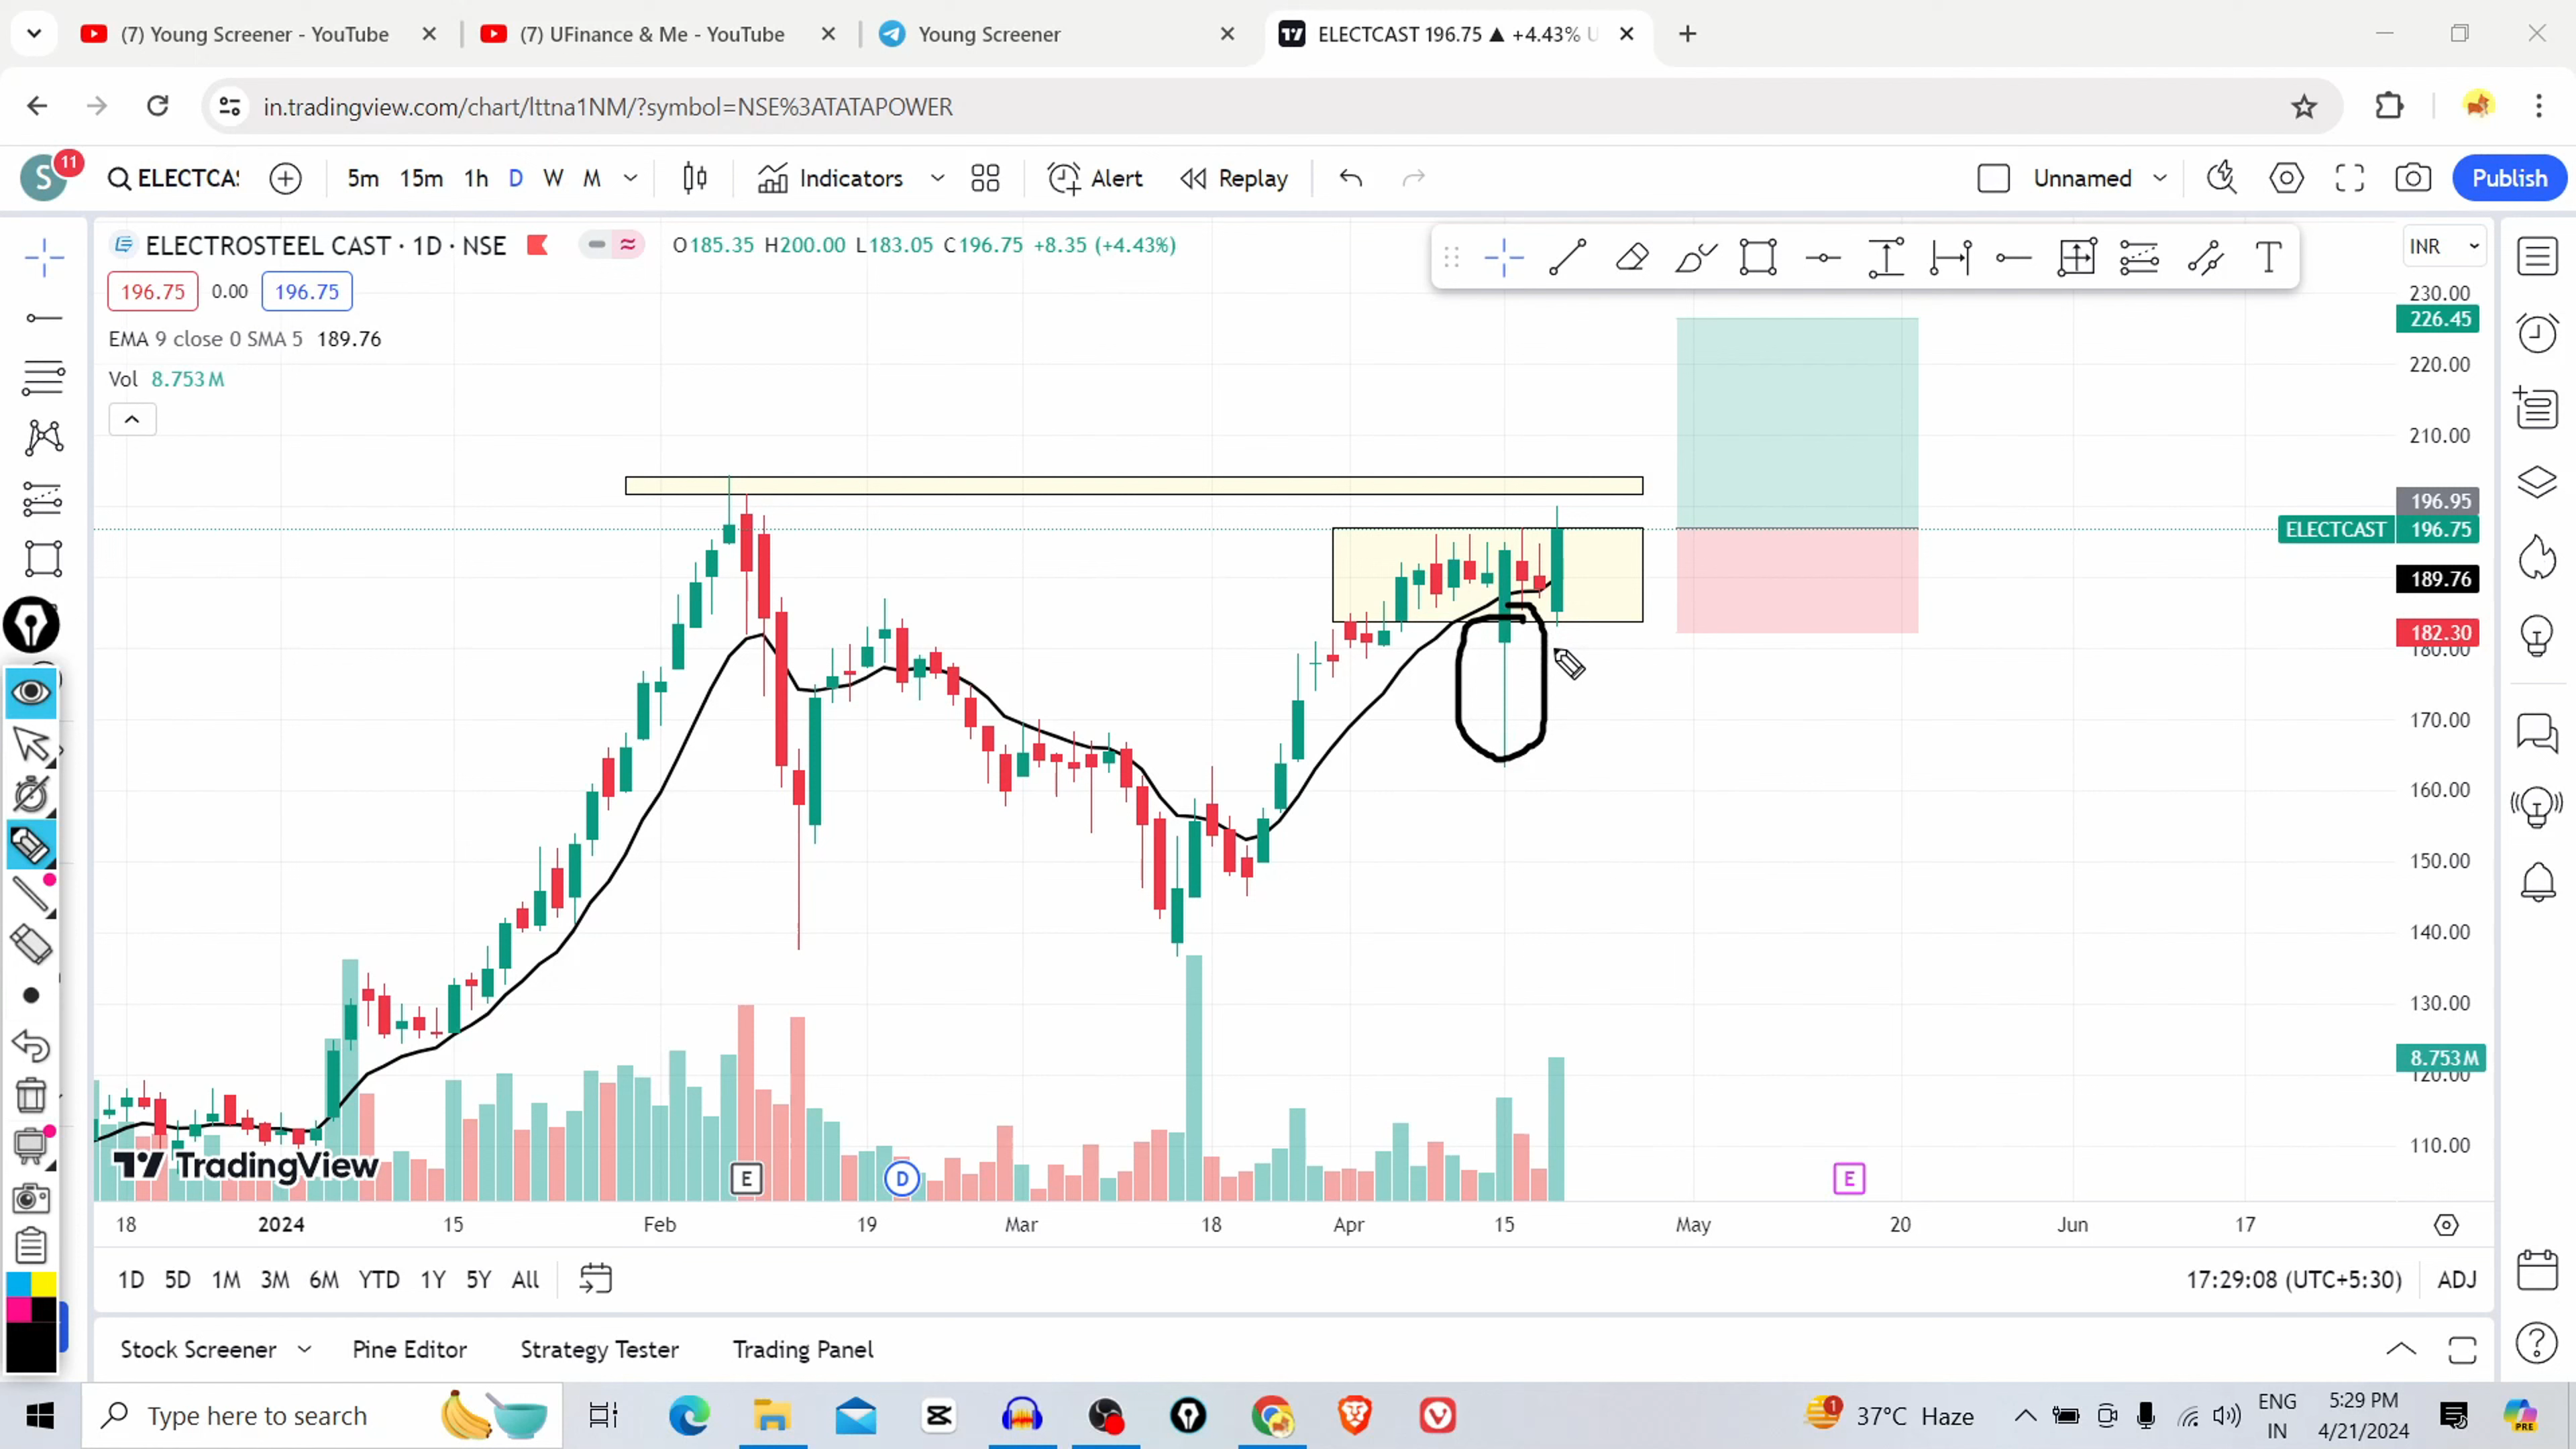 (7) Young Screener - YouTube
(7) UFinance & Me - YouTube
Young Screener
ELECTCAST 196.75 ▲ +4.43% U
in.tradingview.com/chart/lttna1NM/?symbol=NSE%3ATATAPOWER
S
11
ELECTCA
5m 15m 1h D W M
Indicators
Alert
Replay
Unnamed
Publish
ELECTROSTEEL CAST · 1D · NSE
O185.35 H200.00 L183.05 C196.75 +8.35 (+4.43%)
INR
196.75 0.00 196.75
EMA 9 close 0 SMA 5 189.76
Vol 8.753M
230.00
226.45
220.00
210.00
196.95
ELECTCAST 196.75
189.76
182.30
180.00
170.00
160.00
150.00
140.00
130.00
8.753M
120.00
110.00
TradingView
E
D
E
18 2024 15 Feb 19 Mar 18 Apr 15 May 20 Jun 17
1D 5D 1M 3M 6M YTD 1Y 5Y All
17:29:08 (UTC+5:30) ADJ
Stock Screener
Pine Editor
Strategy Tester
Trading Panel
Type here to search
1
37°C Haze
ENG
IN
5:29 PM
4/21/2024
PRE